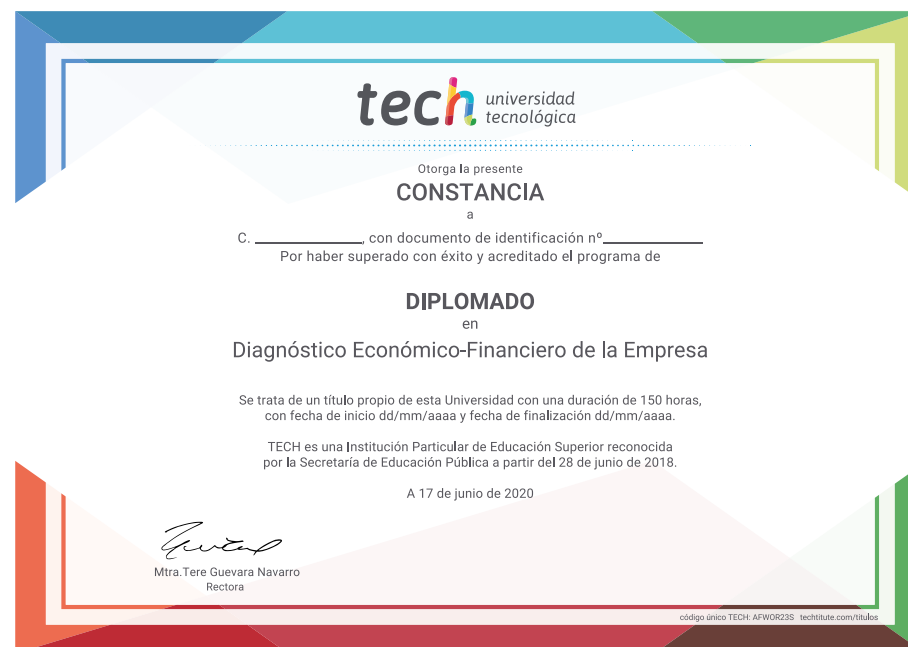 tech universidad
tecnológica
Otorga la presente
CONSTANCIA
a
C. ________________, con documento de identificación nº_______________
Por haber superado con éxito y acreditado el programa de
DIPLOMADO
en
Diagnóstico Económico-Financiero de la Empresa
Se trata de un título propio de esta Universidad con una duración de 150 horas,
con fecha de inicio dd/mm/aaaa y fecha de finalización dd/mm/aaaa.
TECH es una Institución Particular de Educación Superior reconocida
por la Secretaría de Educación Pública a partir del 28 de junio de 2018.
A 17 de junio de 2020
Mtra.Tere Guevara Navarro
Rectora
código único TECH: AFWOR23S techtitute.com/titulos